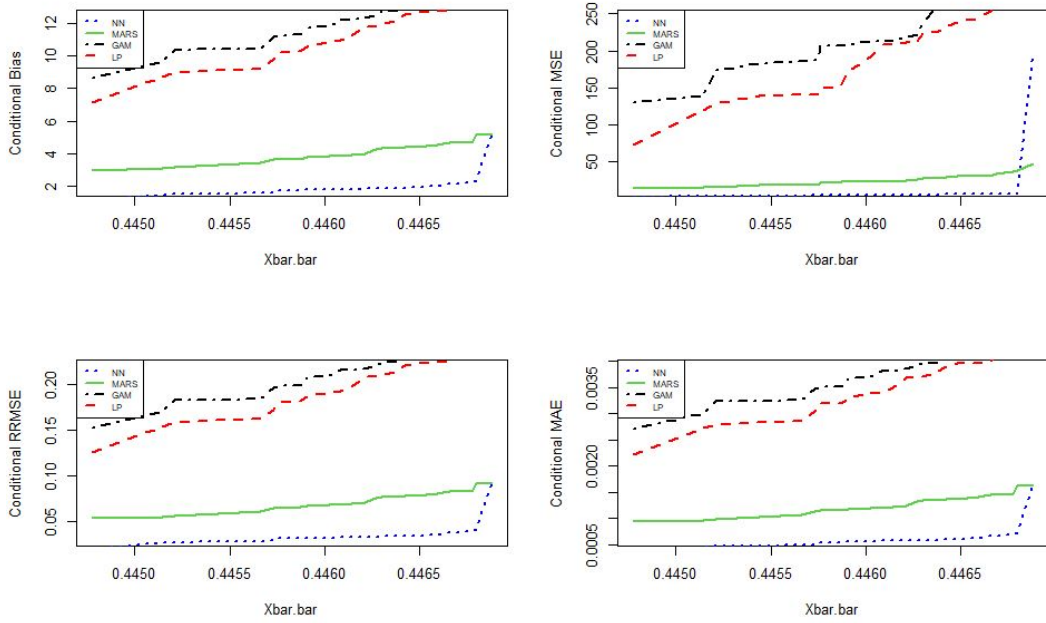 Conditional Bias
12
10
8
6
4
2
NN
MARS
GAM
LP
0.4450 0.4455 0.4460 0.4465
Xbar.bar
Conditional MSE
250
200
150
100
50
NN
MARS
GAM
LP
0.4450 0.4455 0.4460 0.4465
Xbar.bar
Conditional RRMSE
0.20
0.15
0.10
0.05
NN
MARS
GAM
LP
0.4450 0.4455 0.4460 0.4465
Xbar.bar
Conditional MAE
0.0035
0.0020
0.0005
NN
MARS
GAM
LP
0.4450 0.4455 0.4460 0.4465
Xbar.bar